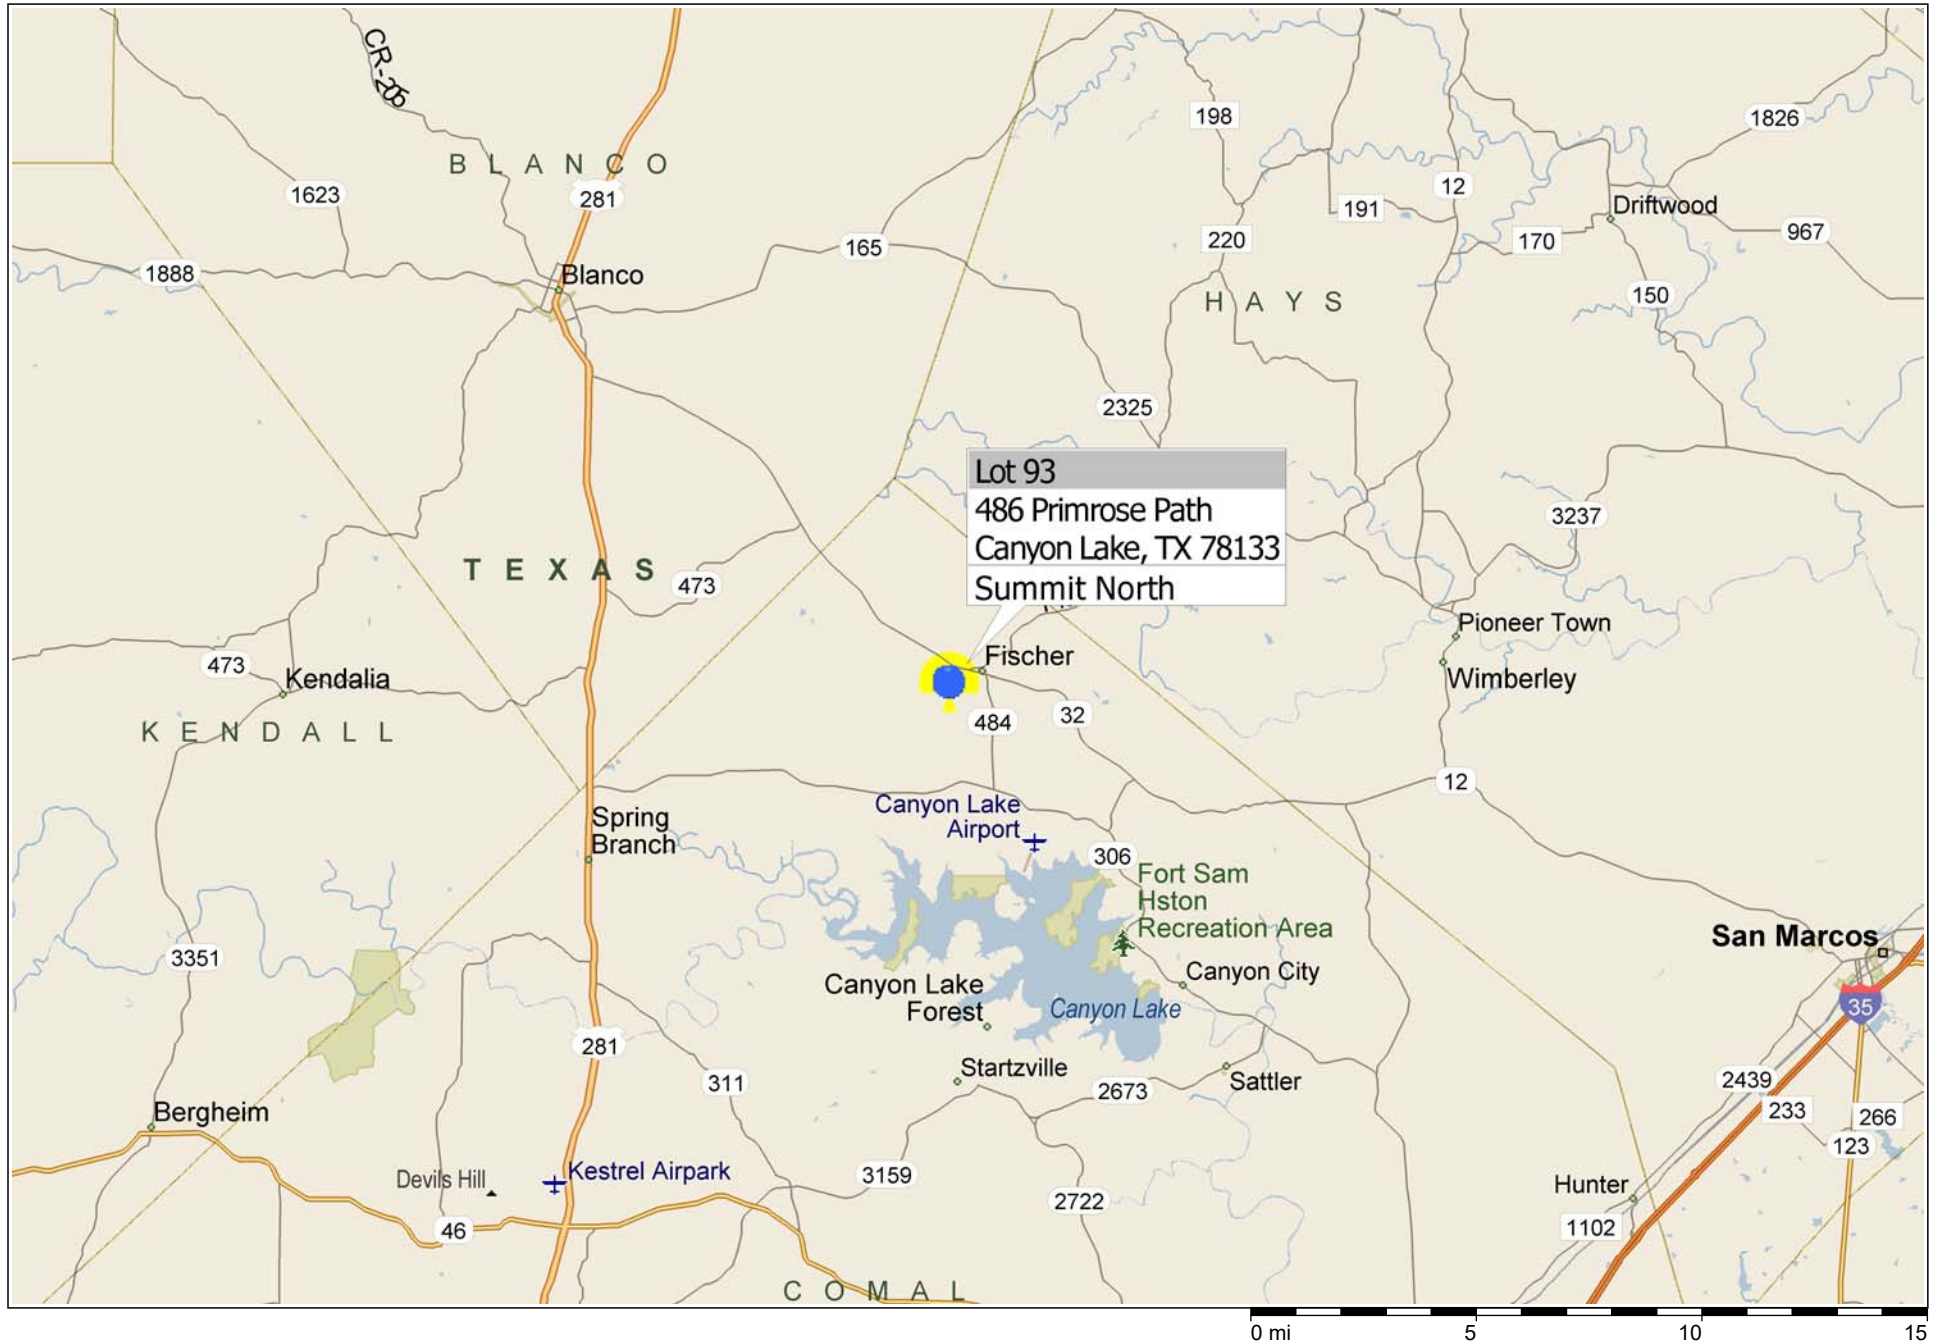 CR-205
198
1826
BLANCO
1623
281
12
191
Driftwood
165
220
170
967
1888
Blanco
HAYS
150
2325
Lot 93
486 Primrose Path
Canyon Lake, TX 78133
Summit North
3237
TEXAS
473
Pioneer Town
473
Kendalia
Fischer
Wimberley
KENDALL
484
32
12
Canyon Lake
Airport
Spring
Branch
306
Fort Sam
Hston
Recreation Area
San Marcos
3351
Canyon Lake
Forest
Canyon City
Canyon Lake
35
281
Startzville
311
2673
Sattler
2439
233
266
123
Bergheim
Devils Hill
Kestrel Airpark
3159
2722
Hunter
46
1102
COMAL
0 mi
5
10
15